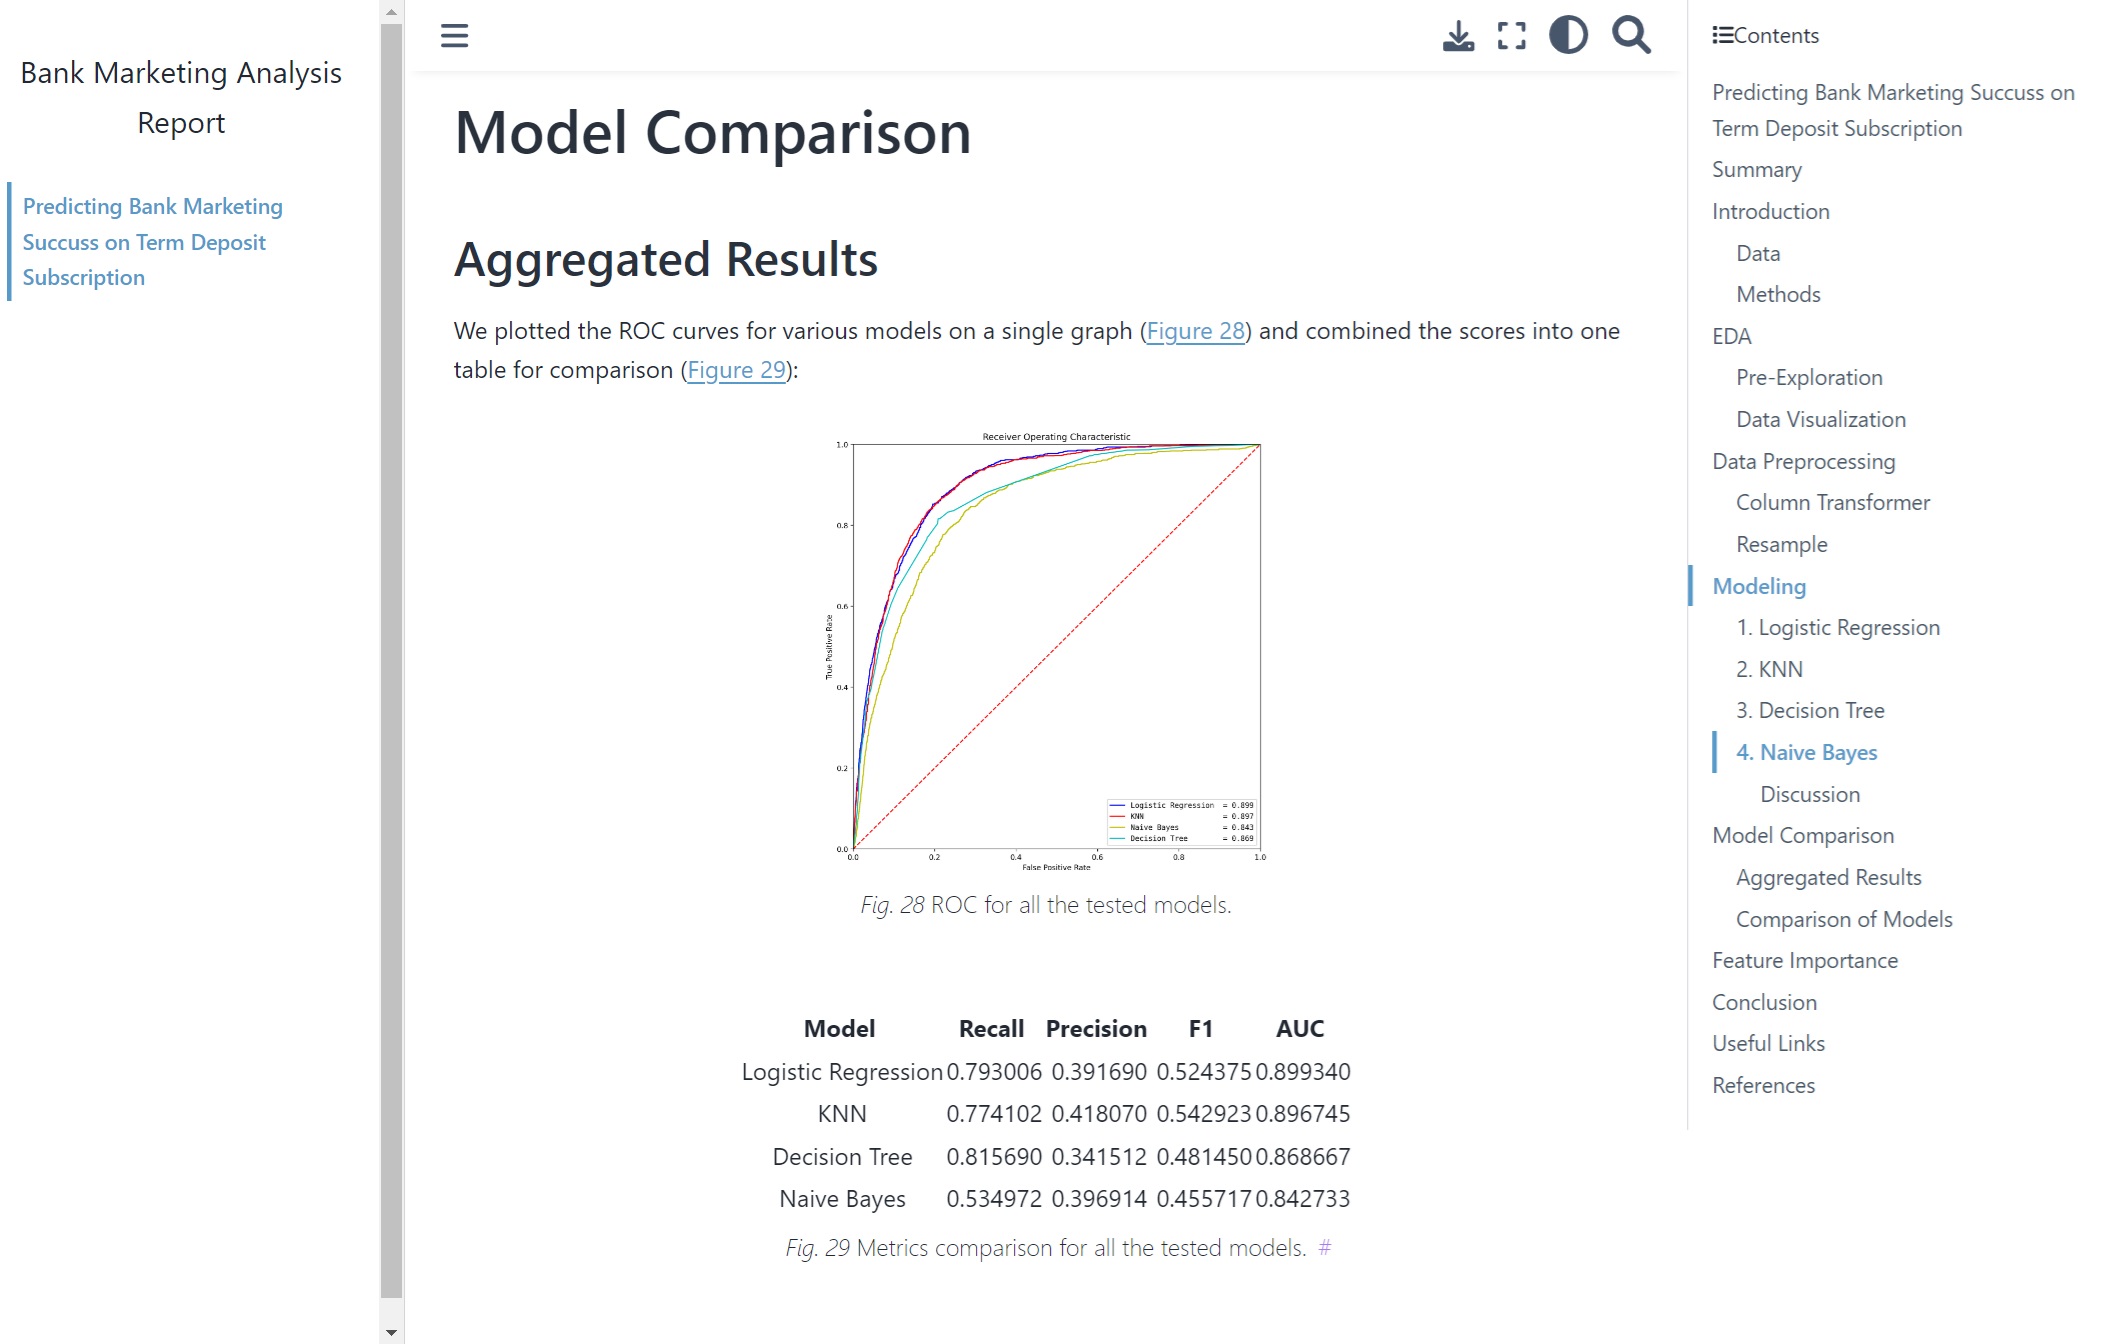 Bank Marketing Analysis
Report
Predicting Bank Marketing
Succuss on Term Deposit
Subscription
Model Comparison
Aggregated Results
We plotted the ROC curves for various models on a single graph (Figure 28) and combined the scores into one
table for comparison (Figure 29):
Receiver Operating Characteristic
1.0
0.8
0.6
0.4
0.2
0.0
True Positive Rate
Logistic Regression = 0.899
KNN = 0.897
Naive Bayes = 0.843
Decision Tree = 0.869
0.0 0.2 0.4 0.6 0.8 1.0
False Positive Rate
Fig. 28 ROC for all the tested models.
Model Recall Precision F1 AUC
Logistic Regression 0.793006 0.391690 0.524375 0.899340
KNN 0.774102 0.418070 0.542923 0.896745
Decision Tree 0.815690 0.341512 0.481450 0.868667
Naive Bayes 0.534972 0.396914 0.455717 0.842733
Fig. 29 Metrics comparison for all the tested models. #
Contents
Predicting Bank Marketing Succuss on
Term Deposit Subscription
Summary
Introduction
Data
Methods
EDA
Pre-Exploration
Data Visualization
Data Preprocessing
Column Transformer
Resample
Modeling
1. Logistic Regression
2. KNN
3. Decision Tree
4. Naive Bayes
Discussion
Model Comparison
Aggregated Results
Comparison of Models
Feature Importance
Conclusion
Useful Links
References